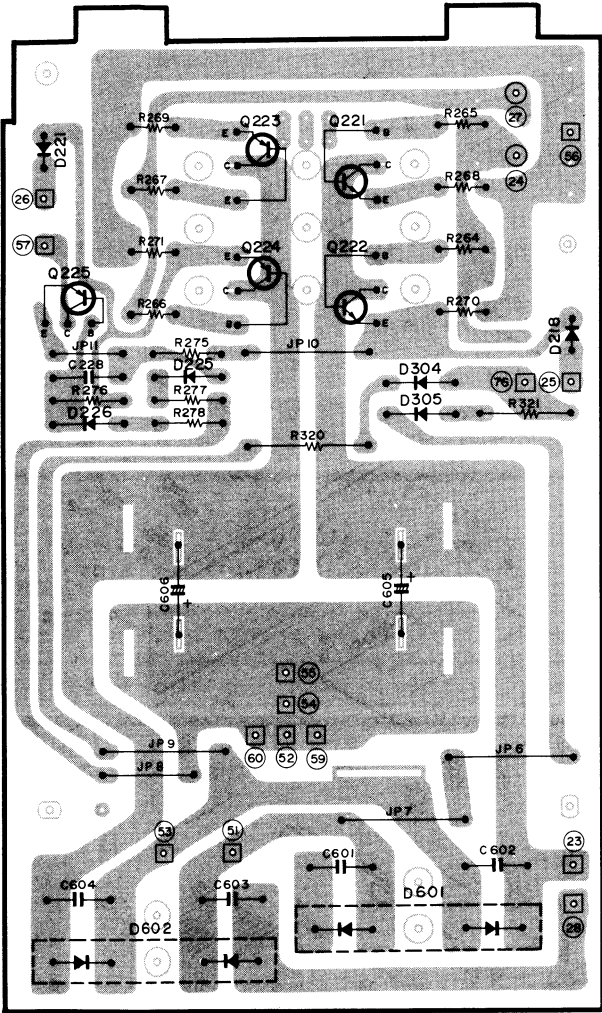 Q223
Q221
R269
E
B
R265
27
56
D221
C
C
R267
R268
24
26
E
E
57
R271
Q224
Q222
R264
E
B
Q225
C
C
R266
R270
E
C
B
B
E
D218
JP11
R275
JP10
C228
D225
D304
76
25
R276
R277
D305
R321
D226
R278
R320
C606
+
C605
+
55
54
60
52
59
JP9
JP6
JP8
JP7
53
51
23
C601
C602
C604
C603
D601
D602
28